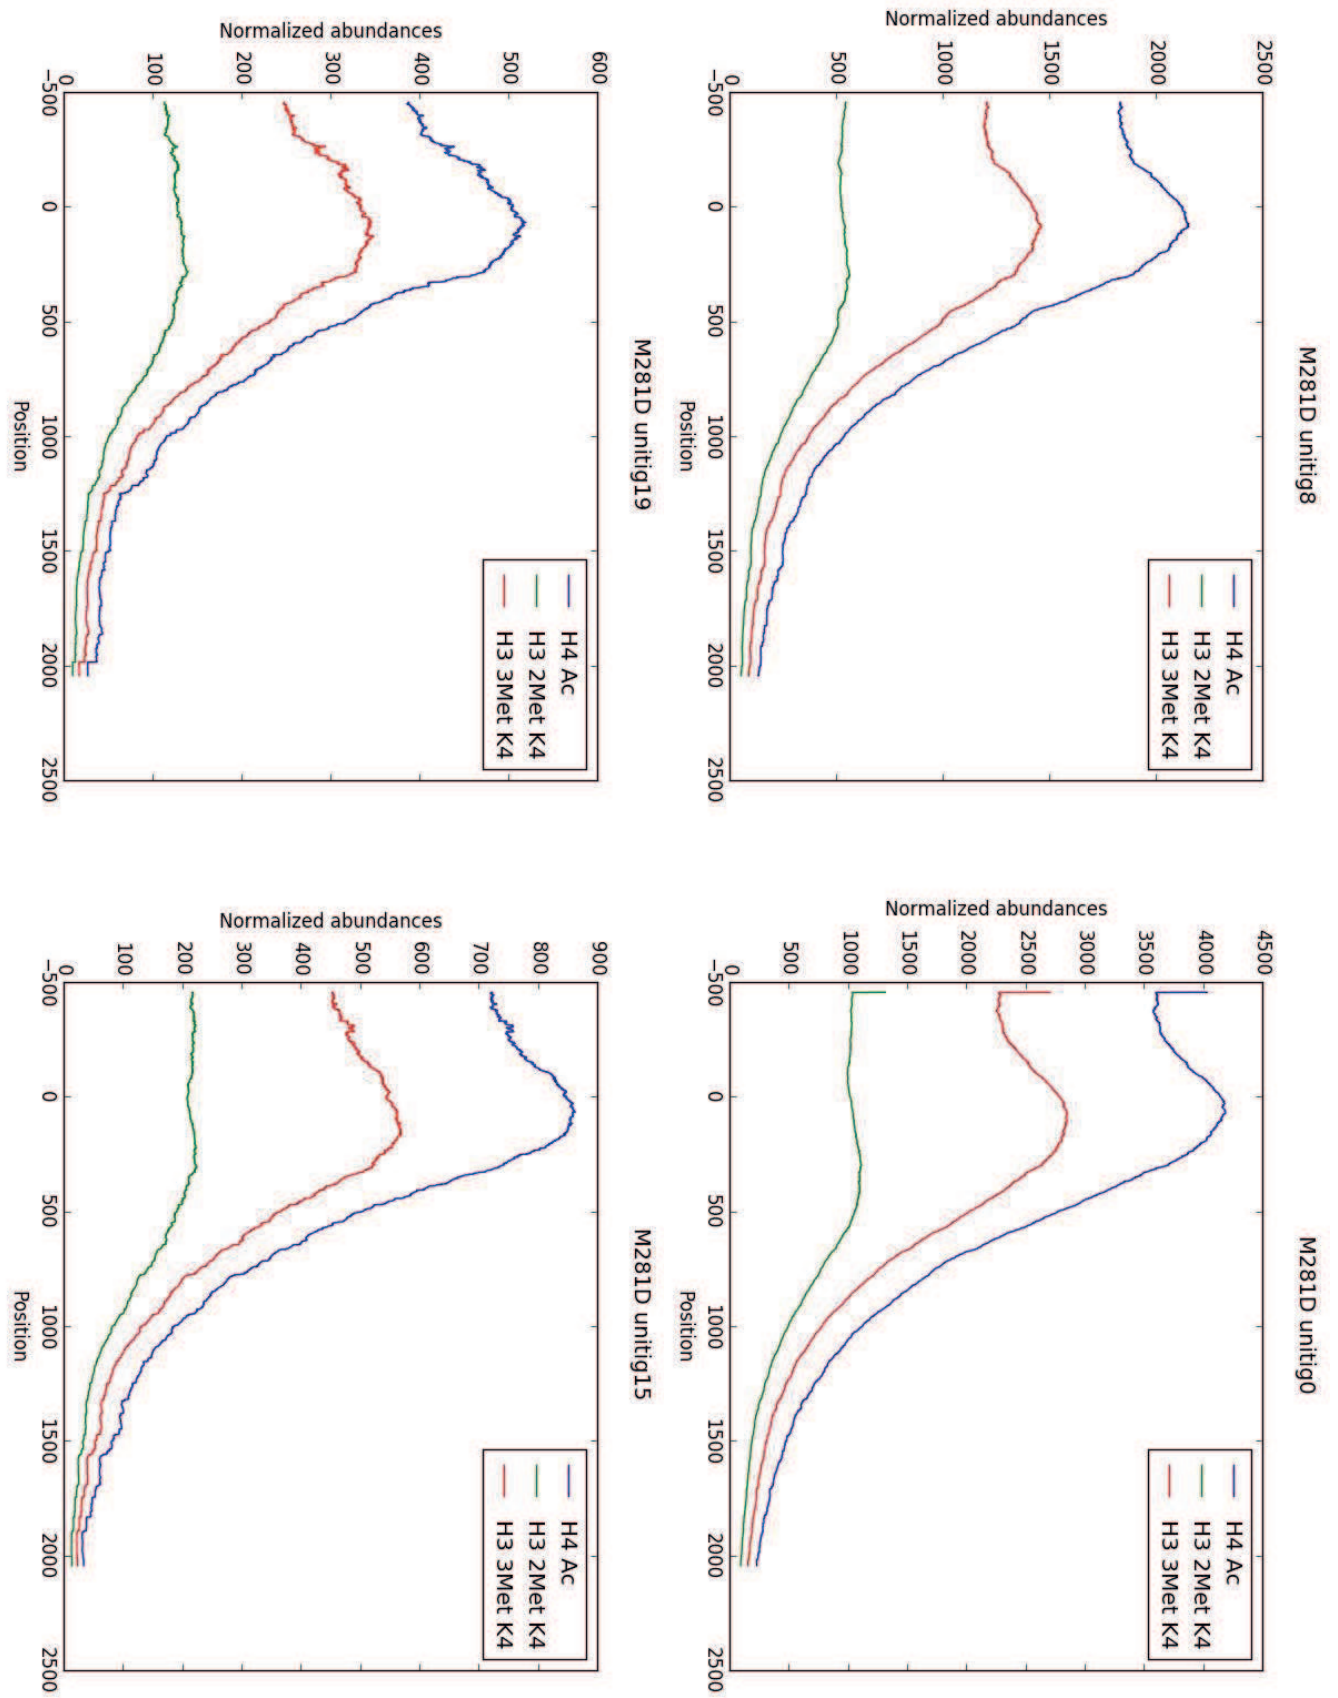 M281D unitig8
Normalized abundances
2500
2000
1500
1000
500
0
−500
0
500
1000
1500
2000
2500
Position
H4 Ac
H3 2Met K4
H3 3Met K4
M281D unitig0
Normalized abundances
4500
4000
3500
3000
2500
2000
1500
1000
500
0
−500
0
500
1000
1500
2000
2500
Position
H4 Ac
H3 2Met K4
H3 3Met K4
M281D unitig19
Normalized abundances
600
500
400
300
200
100
0
−500
0
500
1000
1500
2000
2500
Position
H4 Ac
H3 2Met K4
H3 3Met K4
M281D unitig15
Normalized abundances
900
800
700
600
500
400
300
200
100
0
−500
0
500
1000
1500
2000
2500
Position
H4 Ac
H3 2Met K4
H3 3Met K4